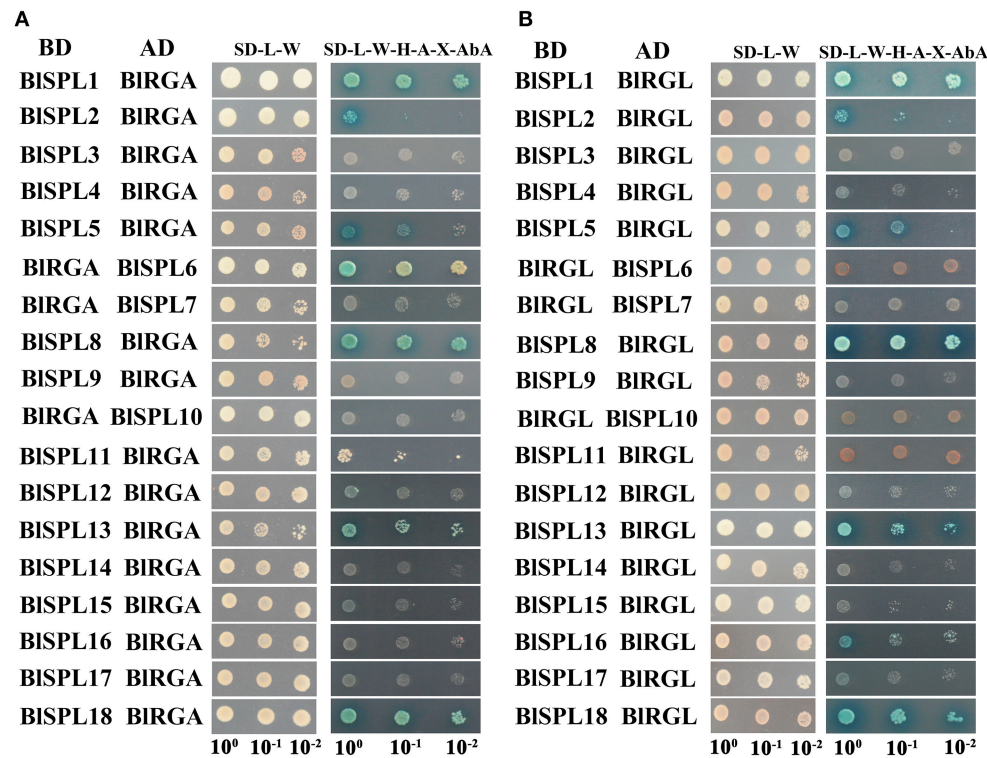 A
BD AD SD-L-W SD-L-W-H-A-X-AbA
BlSPL1 BlRGA
BlSPL2 BlRGA
BlSPL3 BlRGA
BlSPL4 BlRGA
BlSPL5 BlRGA
BlRGA BlSPL6
BlRGA BlSPL7
BlSPL8 BlRGA
BlSPL9 BlRGA
BlRGA BlSPL10
BlSPL11 BlRGA
BlSPL12 BlRGA
BlSPL13 BlRGA
BlSPL14 BlRGA
BlSPL15 BlRGA
BlSPL16 BlRGA
BlSPL17 BlRGA
BlSPL18 BlRGA
10⁰ 10⁻¹ 10⁻² 10⁰ 10⁻¹ 10⁻²
B
BD AD SD-L-W SD-L-W-H-A-X-AbA
BlSPL1 BlRGL
BlSPL2 BlRGL
BlSPL3 BlRGL
BlSPL4 BlRGL
BlSPL5 BlRGL
BlRGL BlSPL6
BlRGL BlSPL7
BlSPL8 BlRGL
BlSPL9 BlRGL
BlRGL BlSPL10
BlSPL11 BlRGL
BlSPL12 BlRGL
BlSPL13 BlRGL
BlSPL14 BlRGL
BlSPL15 BlRGL
BlSPL16 BlRGL
BlSPL17 BlRGL
BlSPL18 BlRGL
10⁰ 10⁻¹ 10⁻² 10⁰ 10⁻¹ 10⁻²